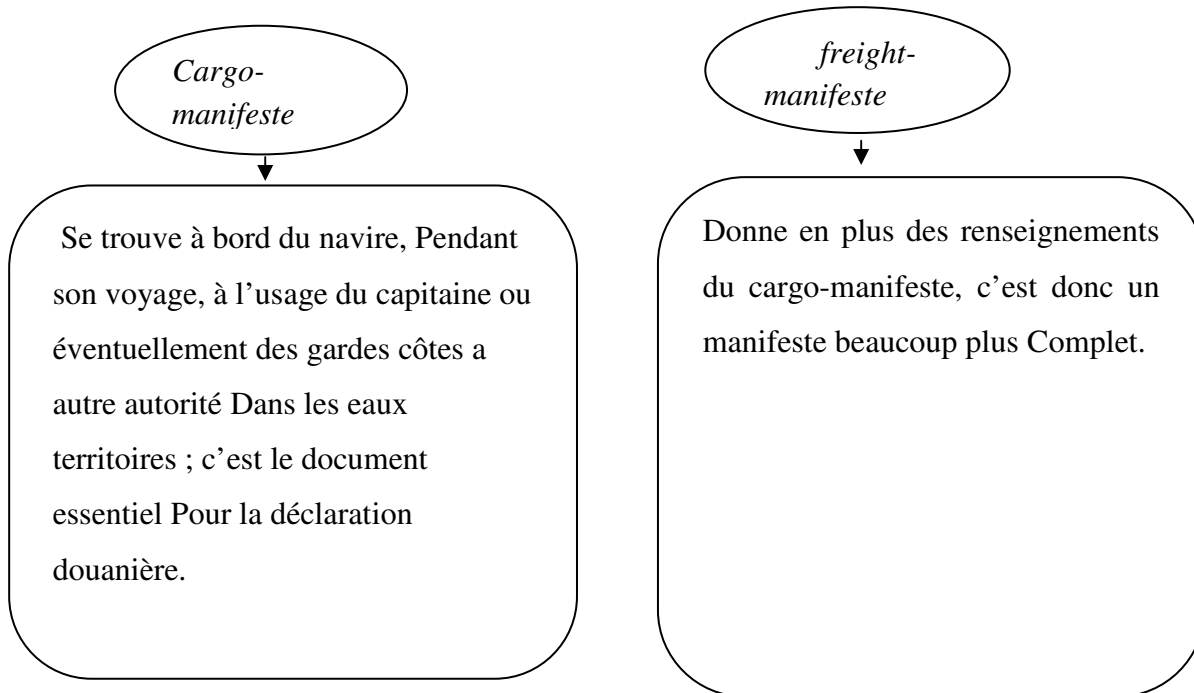 Cargo-
manifeste
freight-
manifeste
Se trouve à bord du navire, Pendant
son voyage, à l’usage du capitaine ou
éventuellement des gardes côtes a
autre autorité Dans les eaux
territoires ; c’est le document
essentiel Pour la déclaration
douanière.
Donne en plus des renseignements
du cargo-manifeste, c’est donc un
manifeste beaucoup plus Complet.